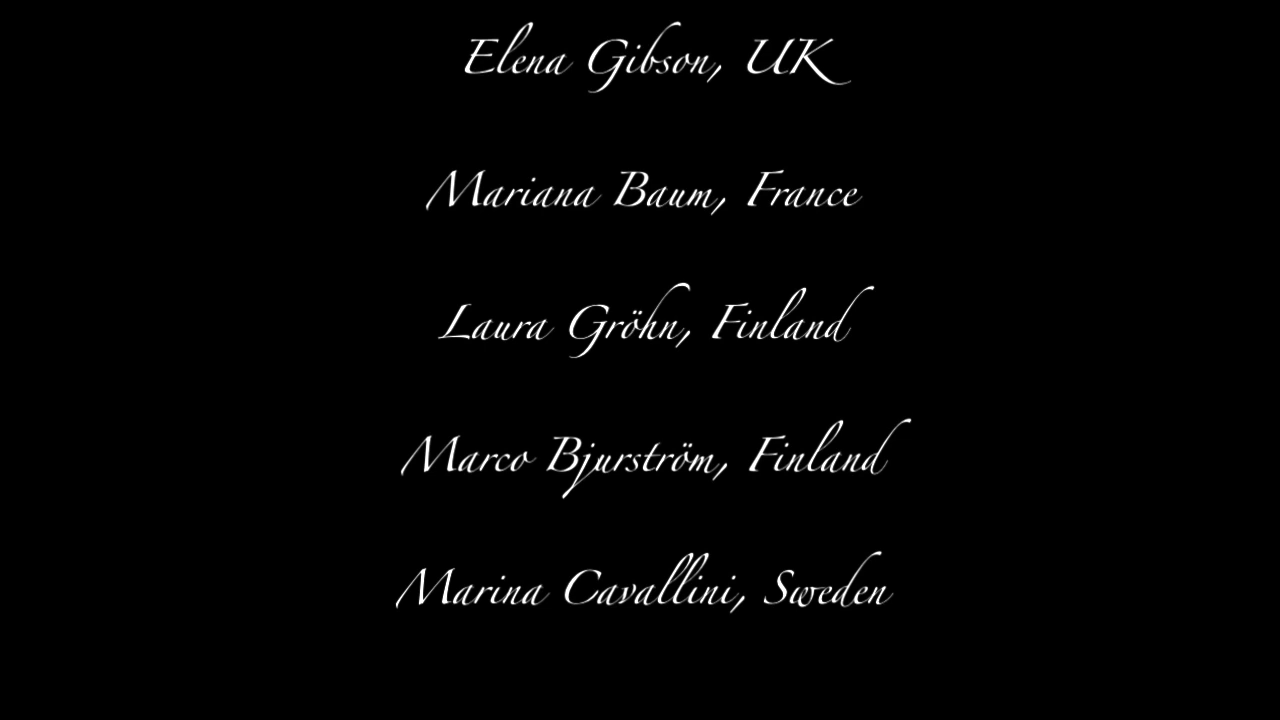 Elena Gibson, UK
Mariana Baum, France
Laura Gröhn, Finland
Marco Bjurström, Finland
Marina Cavallini, Sweden